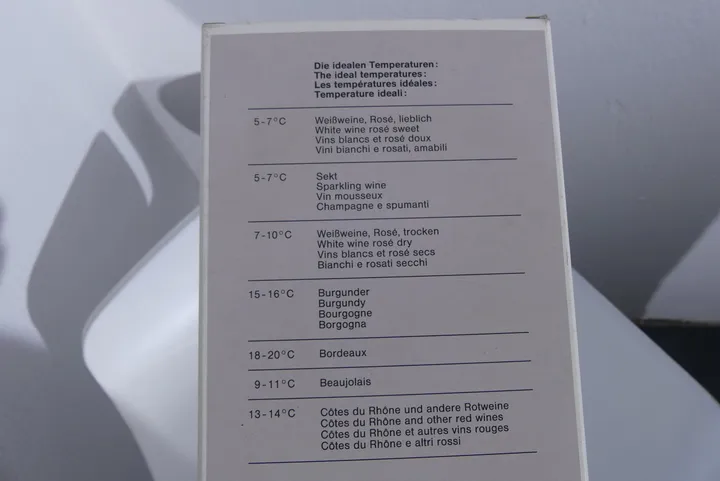 Die idealen Temperaturen:
The ideal temperatures:
Les températures idéales:
Temperature ideali:
5-7°C Weißweine, Rosé, lieblich
White wine rosé sweet
Vins blancs et rosé doux
Vini bianchi e rosati, amabili
5-7°C Sekt
Sparkling wine
Vin mousseux
Champagne e spumanti
7-10°C Weißweine, Rosé, trocken
White wine rosé dry
Vins blancs et rosé secs
Bianchi e rosati secchi
15-16°C Burgunder
Burgundy
Bourgogne
Borgogna
18-20°C Bordeaux
9-11°C Beaujolais
13-14°C Côtes du Rhône und andere Rotweine
Côtes du Rhône and other red wines
Côtes du Rhône et autres vins rouges
Côtes du Rhône e altri rossi